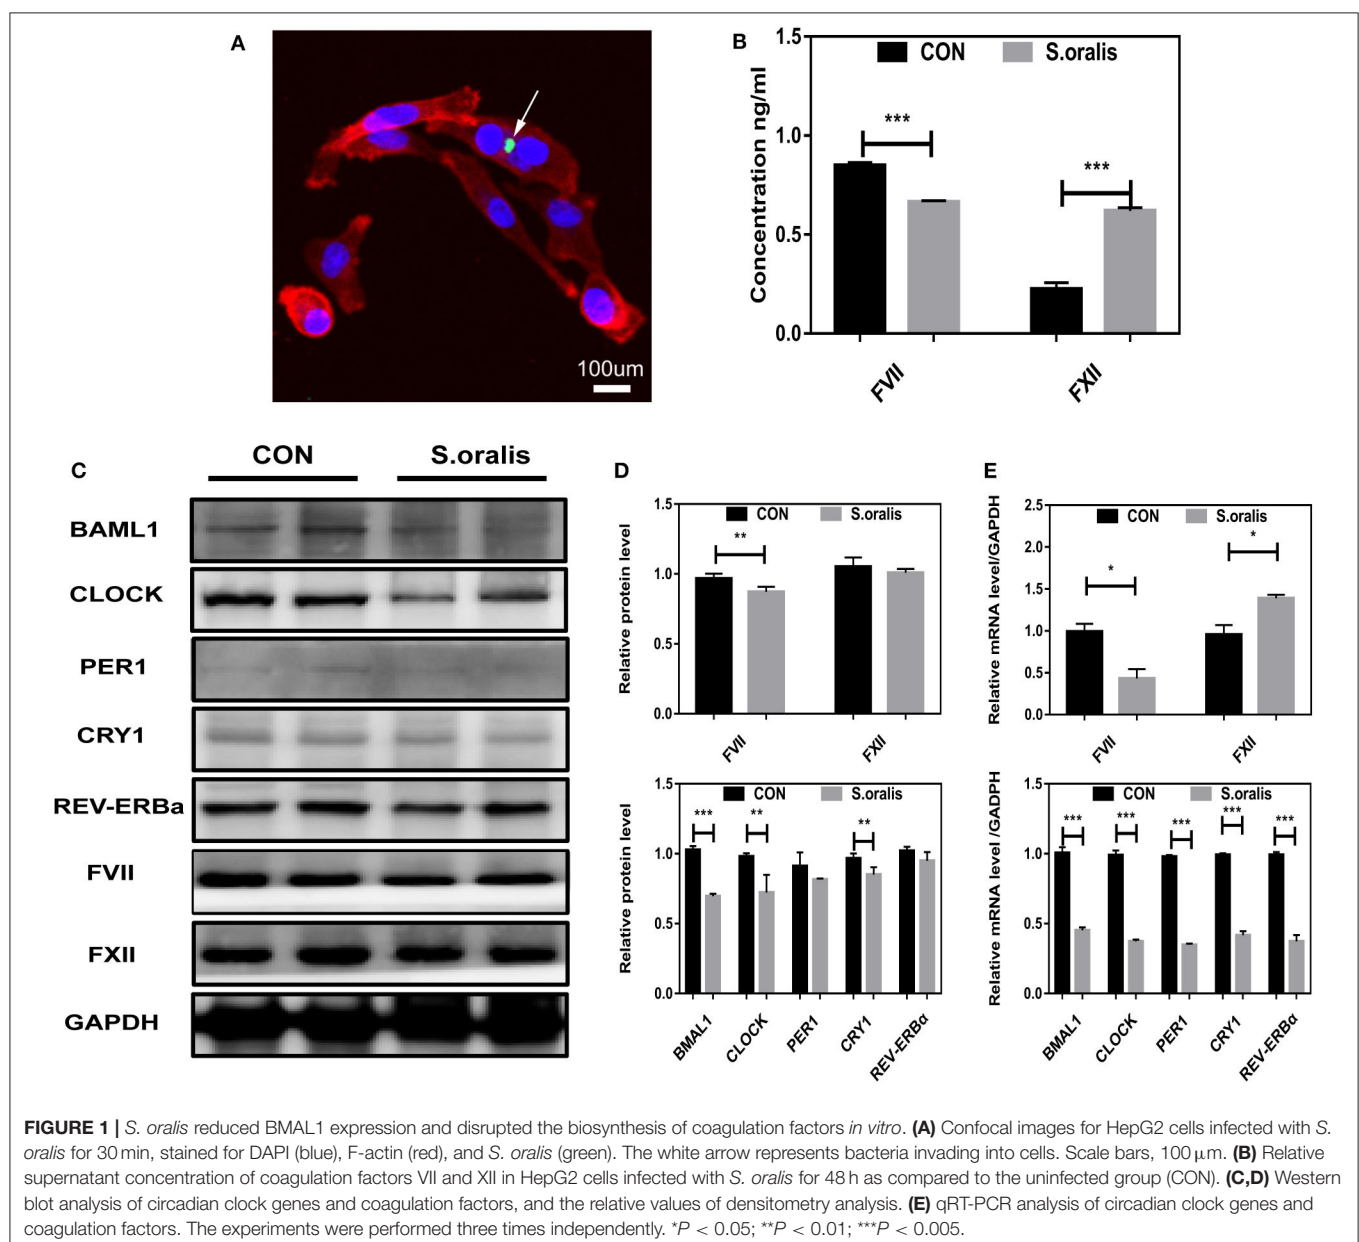 A
100um
B
CON S.oralis
Concentration ng/ml
1.5
1.0
0.5
0.0
***
***
FVII
FXII
C
CON S.oralis
BAML1
CLOCK
PER1
CRY1
REV-ERBa
FVII
FXII
GAPDH
D
CON S.oralis
Relative protein level
1.5
1.0
0.5
0.0
**
FVII
FXII
CON S.oralis
Relative protein level
1.5
1.0
0.5
0.0
***
**
**
BMAL1
CLOCK
PER1
CRY1
REV-ERBα
E
CON S.oralis
Relative mRNA level/GAPDH
2.5
2.0
1.5
1.0
0.5
0.0
*
*
FVII
FXII
CON S.oralis
Relative mRNA level /GADPH
1.5
1.0
0.5
0.0
***
***
***
***
***
BMAL1
CLOCK
PER1
CRY1
REV-ERBα
FIGURE 1 | S. oralis reduced BMAL1 expression and disrupted the biosynthesis of coagulation factors in vitro. (A) Confocal images for HepG2 cells infected with S.
oralis for 30 min, stained for DAPI (blue), F-actin (red), and S. oralis (green). The white arrow represents bacteria invading into cells. Scale bars, 100 μm. (B) Relative
supernatant concentration of coagulation factors VII and XII in HepG2 cells infected with S. oralis for 48 h as compared to the uninfected group (CON). (C,D) Western
blot analysis of circadian clock genes and coagulation factors, and the relative values of densitometry analysis. (E) qRT-PCR analysis of circadian clock genes and
coagulation factors. The experiments were performed three times independently. *P < 0.05; **P < 0.01; ***P < 0.005.